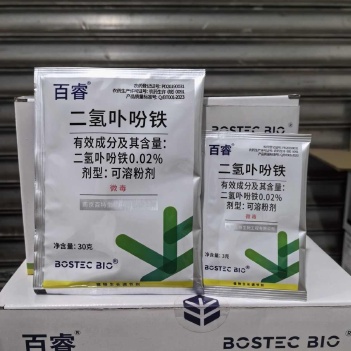 百睿®
二氢卟吩铁
有效成分及其含量:
二氢卟吩铁0.02%
剂型: 可溶粉剂
微毒
净含量: 30克
BOSTEC BIO®
百睿®
二氢卟吩铁
有效成分及其含量:
二氢卟吩铁0.02%
剂型: 可溶粉剂
微毒
BOSTEC BIO®
BOSTEC BIO
百睿®
BOSTEC BIO®